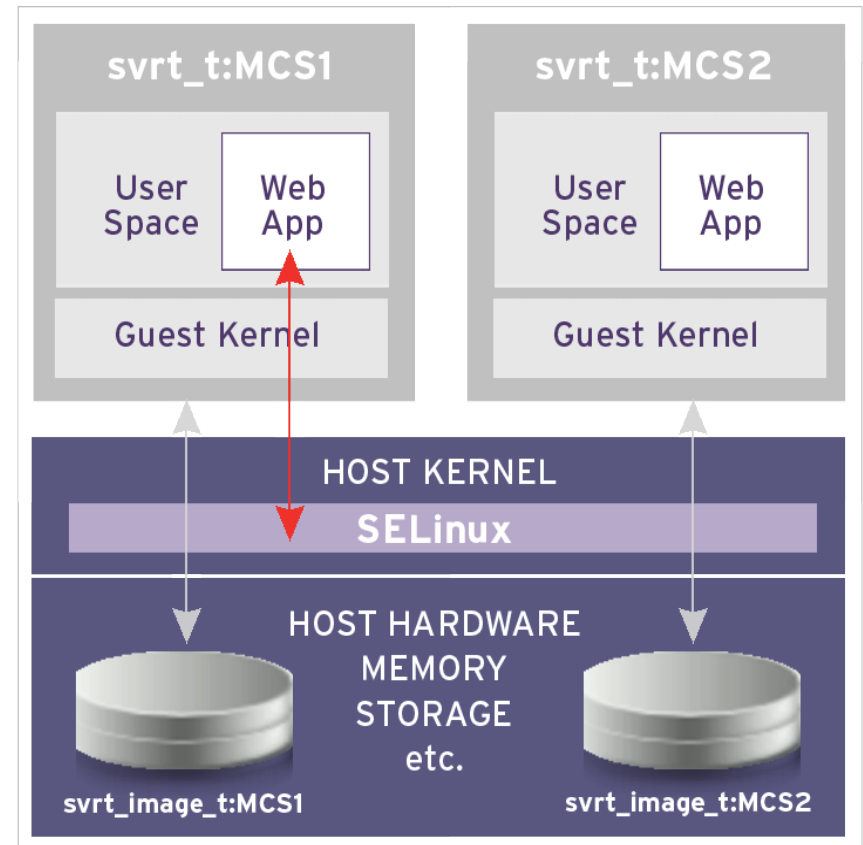 svrt_t:MCS1
User
Space
Web
App
Guest Kernel
svrt_t:MCS2
User
Space
Web
App
Guest Kernel
HOST KERNEL
SELinux
HOST HARDWARE
MEMORY
STORAGE
etc.
svrt_image_t:MCS1
svrt_image_t:MCS2